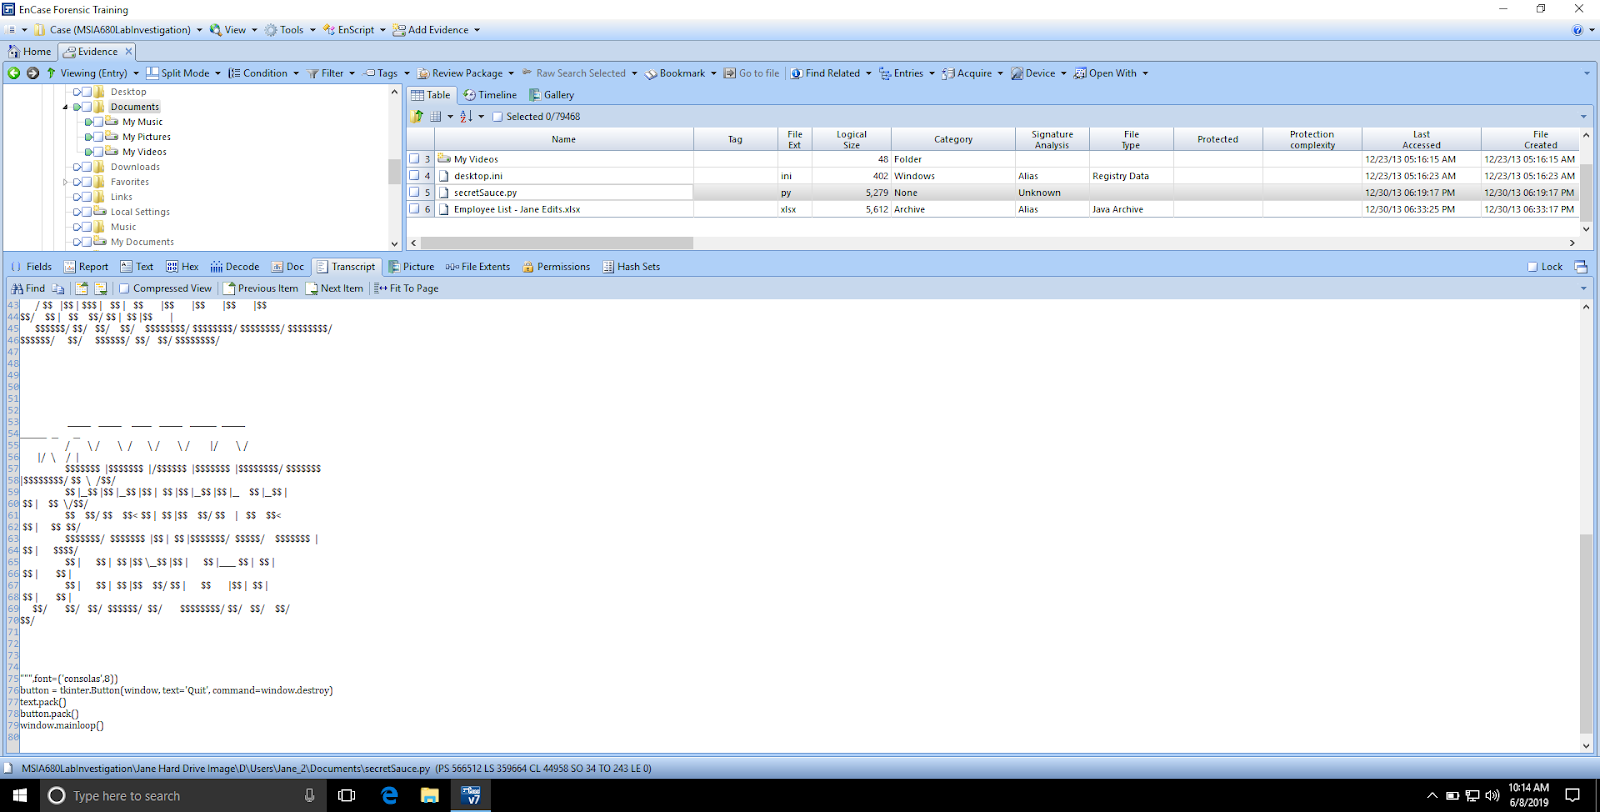 EnCase Forensic Training
Case (MSIA680LabInvestigation) View Tools EnScript Add Evidence
Home Evidence
Viewing (Entry) Split Mode Condition Filter Tags Review Package Raw Search Selected Bookmark Go to file Find Related Entries Acquire Device Open With
Desktop
Documents
My Music
My Pictures
My Videos
Downloads
Favorites
Links
Local Settings
Music
My Documents
Table Timeline Gallery
Selected 0/79468
Name Tag File Ext Logical Size Category Signature Analysis File Type Protected Protection complexity Last Accessed File Created
3 My Videos 48 Folder 12/23/13 05:16:15 AM 12/23/13 05:16:15 AM
4 desktop.ini ini 402 Windows Alias Registry Data 12/23/13 05:16:23 AM 12/23/13 05:16:23 AM
5 secretSauce.py py 5,279 None Unknown 12/30/13 06:19:17 PM 12/30/13 06:19:17 PM
6 Employee List - Jane Edits.xlsx xlsx 5,612 Archive Alias Java Archive 12/30/13 06:33:25 PM 12/30/13 06:33:17 PM
Fields Report Text Hex Decode Doc Transcript Picture File Extents Permissions Hash Sets Lock
Find Compressed View Previous Item Next Item Fit To Page
43 / $$ |$$ | $$$ | $$ | $$ |$$ |$$ |$$ |$$
44 $$/ $$ | $$ $$/ $$ | $$ |$$ |
45 $$$$$$/ $$/ $$/ $$/ $$$$$$$$/ $$$$$$$$/ $$$$$$$$/ $$$$$$$$/
46 $$$$$$/ $$/ $$$$$$/ $$/ $$/ $$$$$$$$/
47
48
49
50
51
52
53 ____ ____ ___ ____ _____ ____
54 _____ _ _
55 / \ / \ / \ / \ / |/ \ /
56 |/ \ / |
57 $$$$$$$ |$$$$$$$ |/$$$$$$ |$$$$$$$ |$$$$$$$$/ $$$$$$$
58 |$$$$$$$$/ $$ \ /$$/
59 $$ |_$$ |$$ |_$$ |$$ | $$ |$$ |_$$ |$$ |_ $$ |_$$ |
60 $$ | $$ \/$$/
61 $$ $$/ $$ $$< $$ | $$ |$$ $$/ $$ | $$ $$<
62 $$ | $$ $$/
63 $$$$$$$/ $$$$$$$ |$$ | $$ |$$$$$$$/ $$$$$/ $$$$$$$ |
64 $$ | $$$$/
65 $$ | $$ | $$ |$$ \_$$ |$$ | $$ |___ $$ | $$ |
66 $$ | $$ |
67 $$ | $$ | $$ |$$ $$/ $$ | $$ |$$ | $$ |
68 $$ | $$ |
69 $$/ $$/ $$/ $$$$$$/ $$/ $$$$$$$$/ $$/ $$/ $$/
70 $$/
71
72
73
74
75 """,font=('consolas',8))
76 button = tkinter.Button(window, text='Quit', command=window.destroy)
77 text.pack()
78 button.pack()
79 window.mainloop()
80
MSIA680LabInvestigation\Jane Hard Drive Image\D\Users\Jane_2\Documents\secretSauce.py (PS 566512 LS 359664 CL 44958 SO 34 TO 243 LE 0)
Type here to search
v7
10:14 AM
6/8/2019